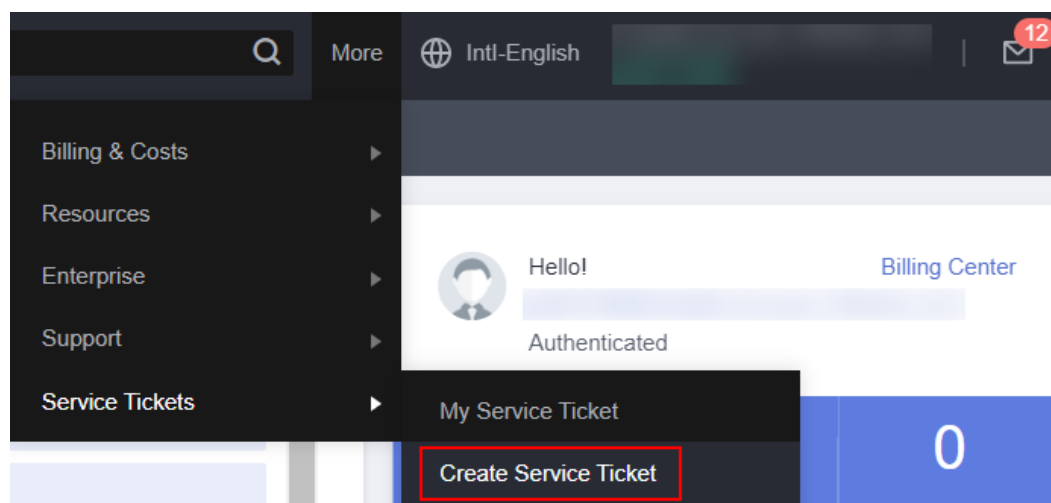 More Intl-English 12
Billing & Costs
Resources
Enterprise
Support
Service Tickets
Hello! Billing Center
Authenticated
My Service Ticket
Create Service Ticket
0